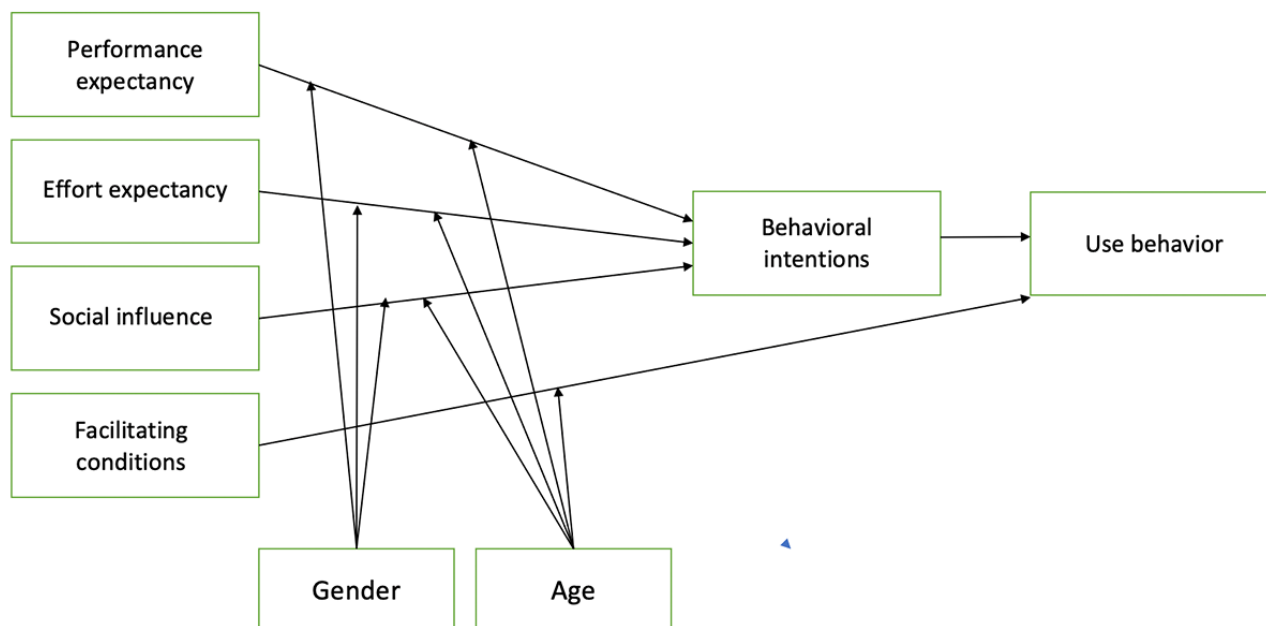 Performance
expectancy
Effort expectancy
Social influence
Facilitating
conditions
Behavioral
intentions
Use behavior
Gender
Age